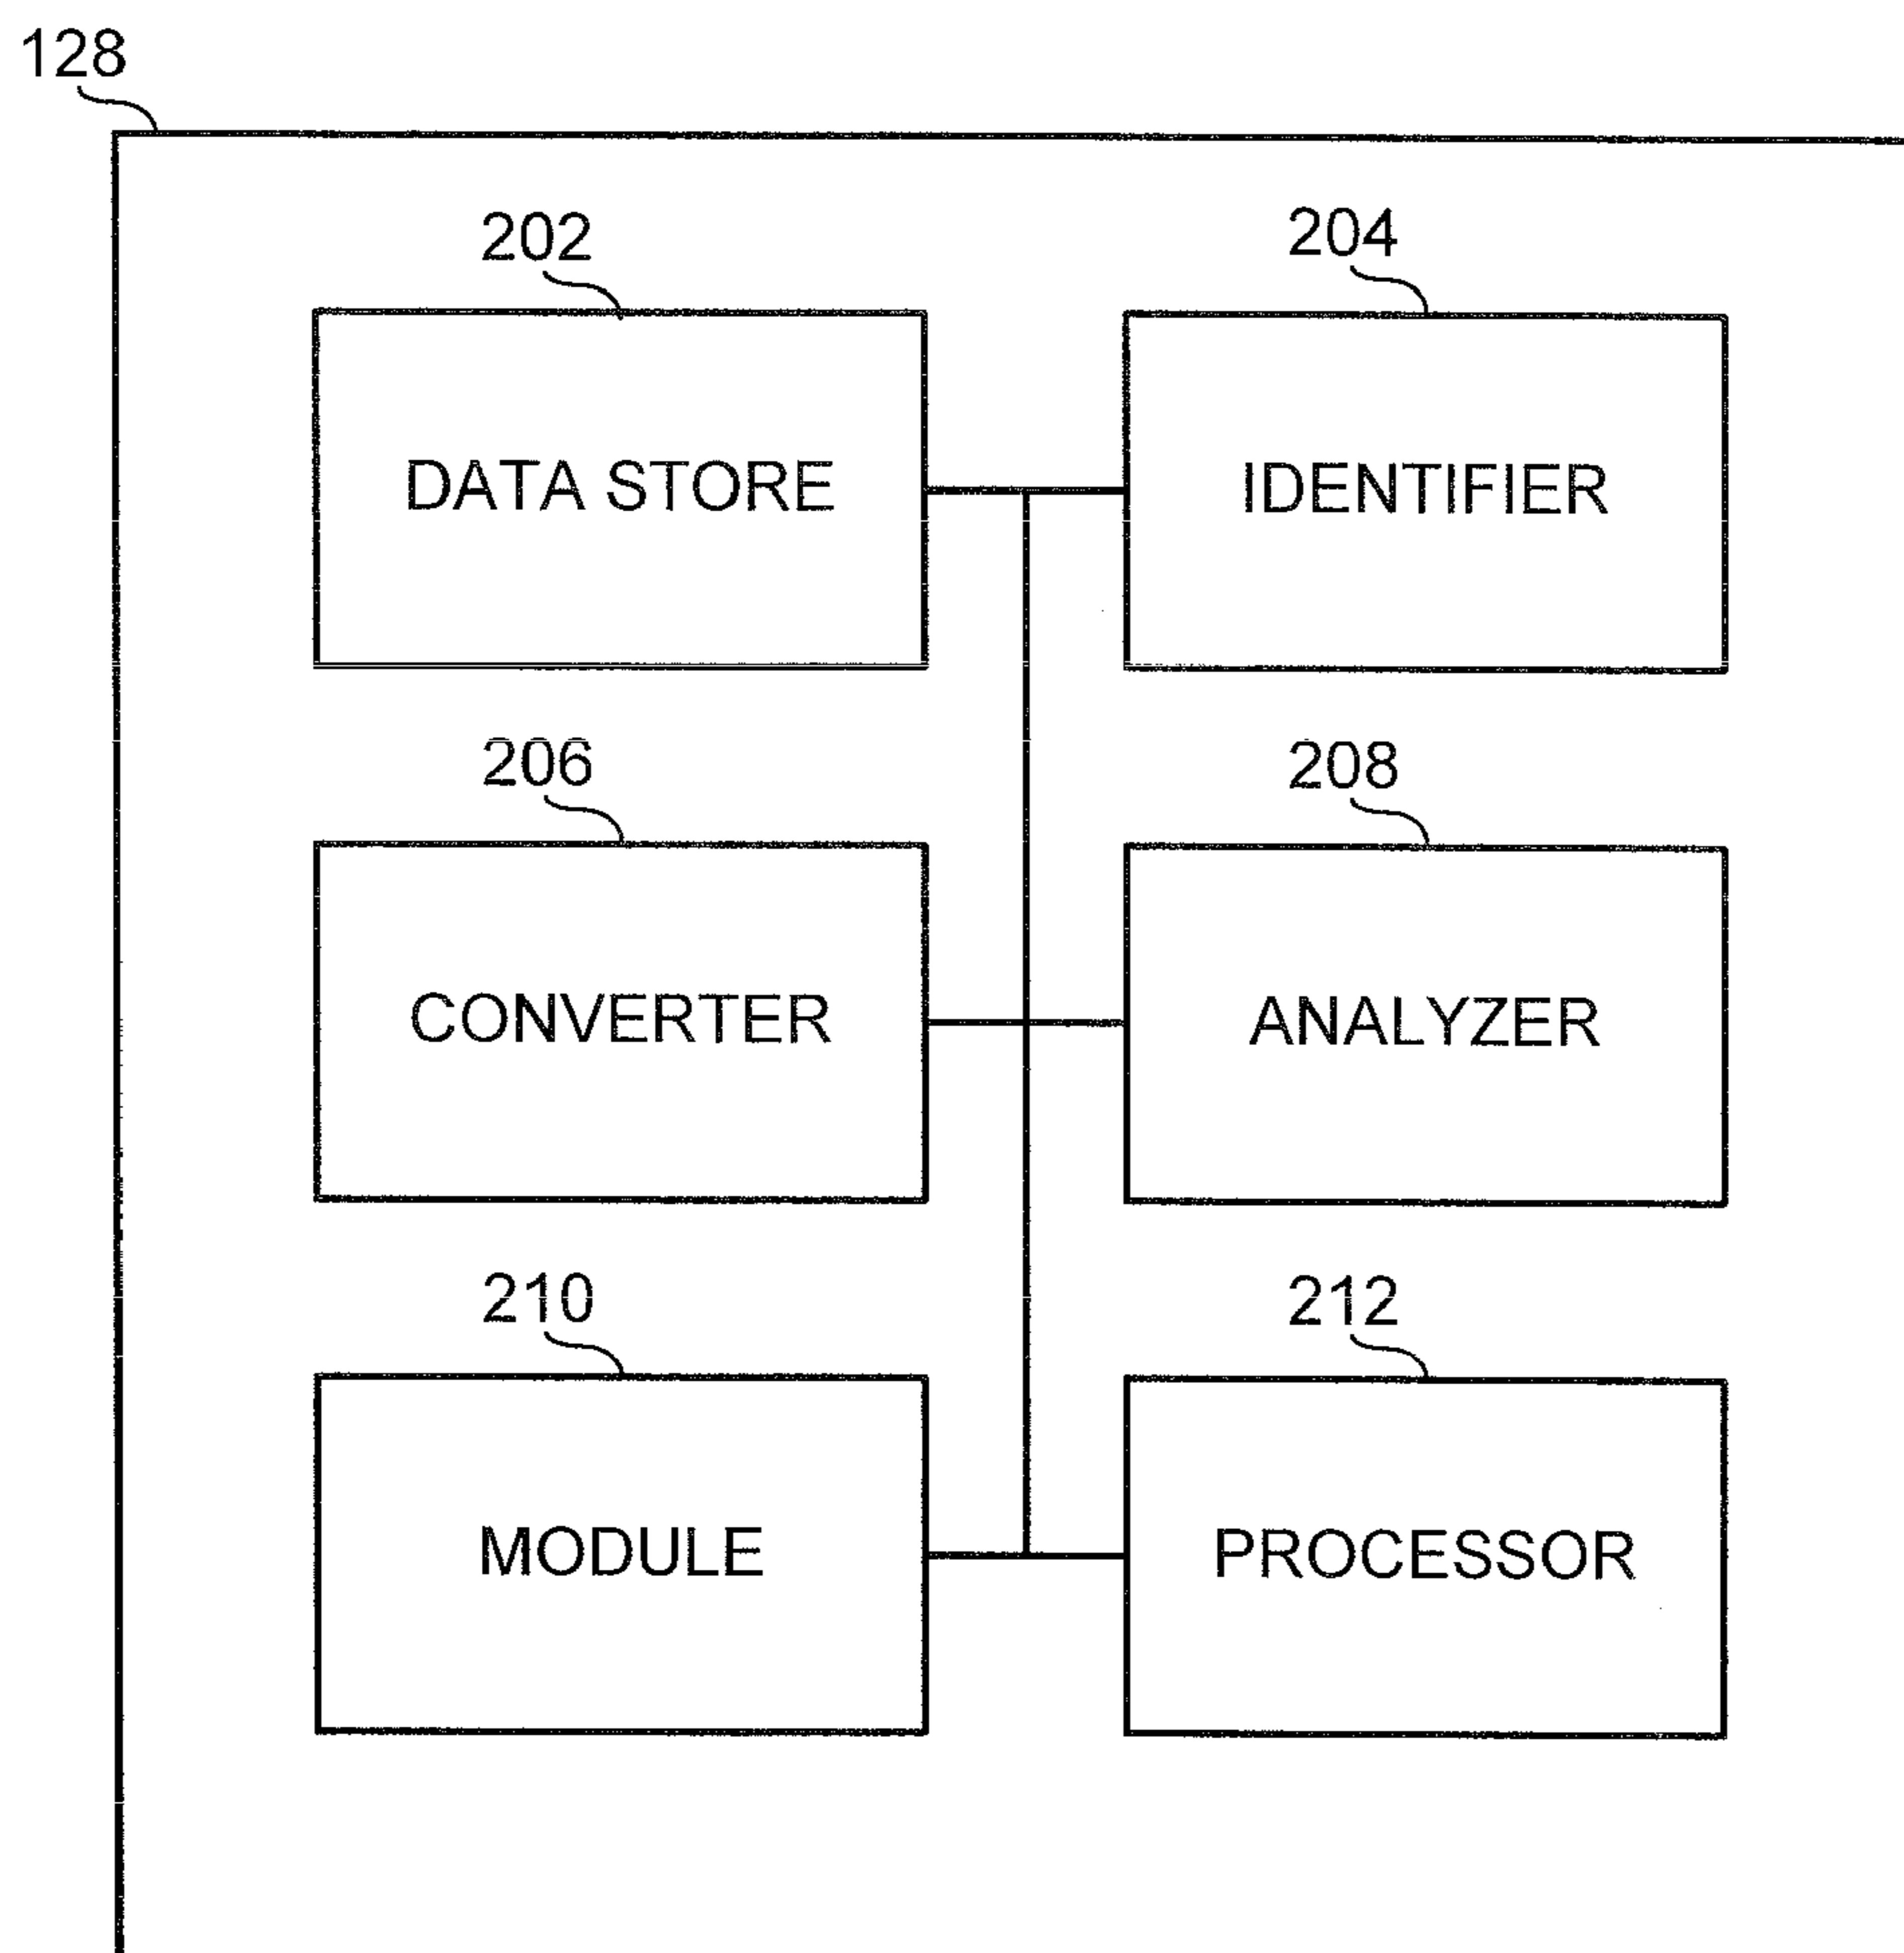 128
202
204
DATA STORE
IDENTIFIER
206
208
CONVERTER
ANALYZER
210
212
MODULE
PROCESSOR